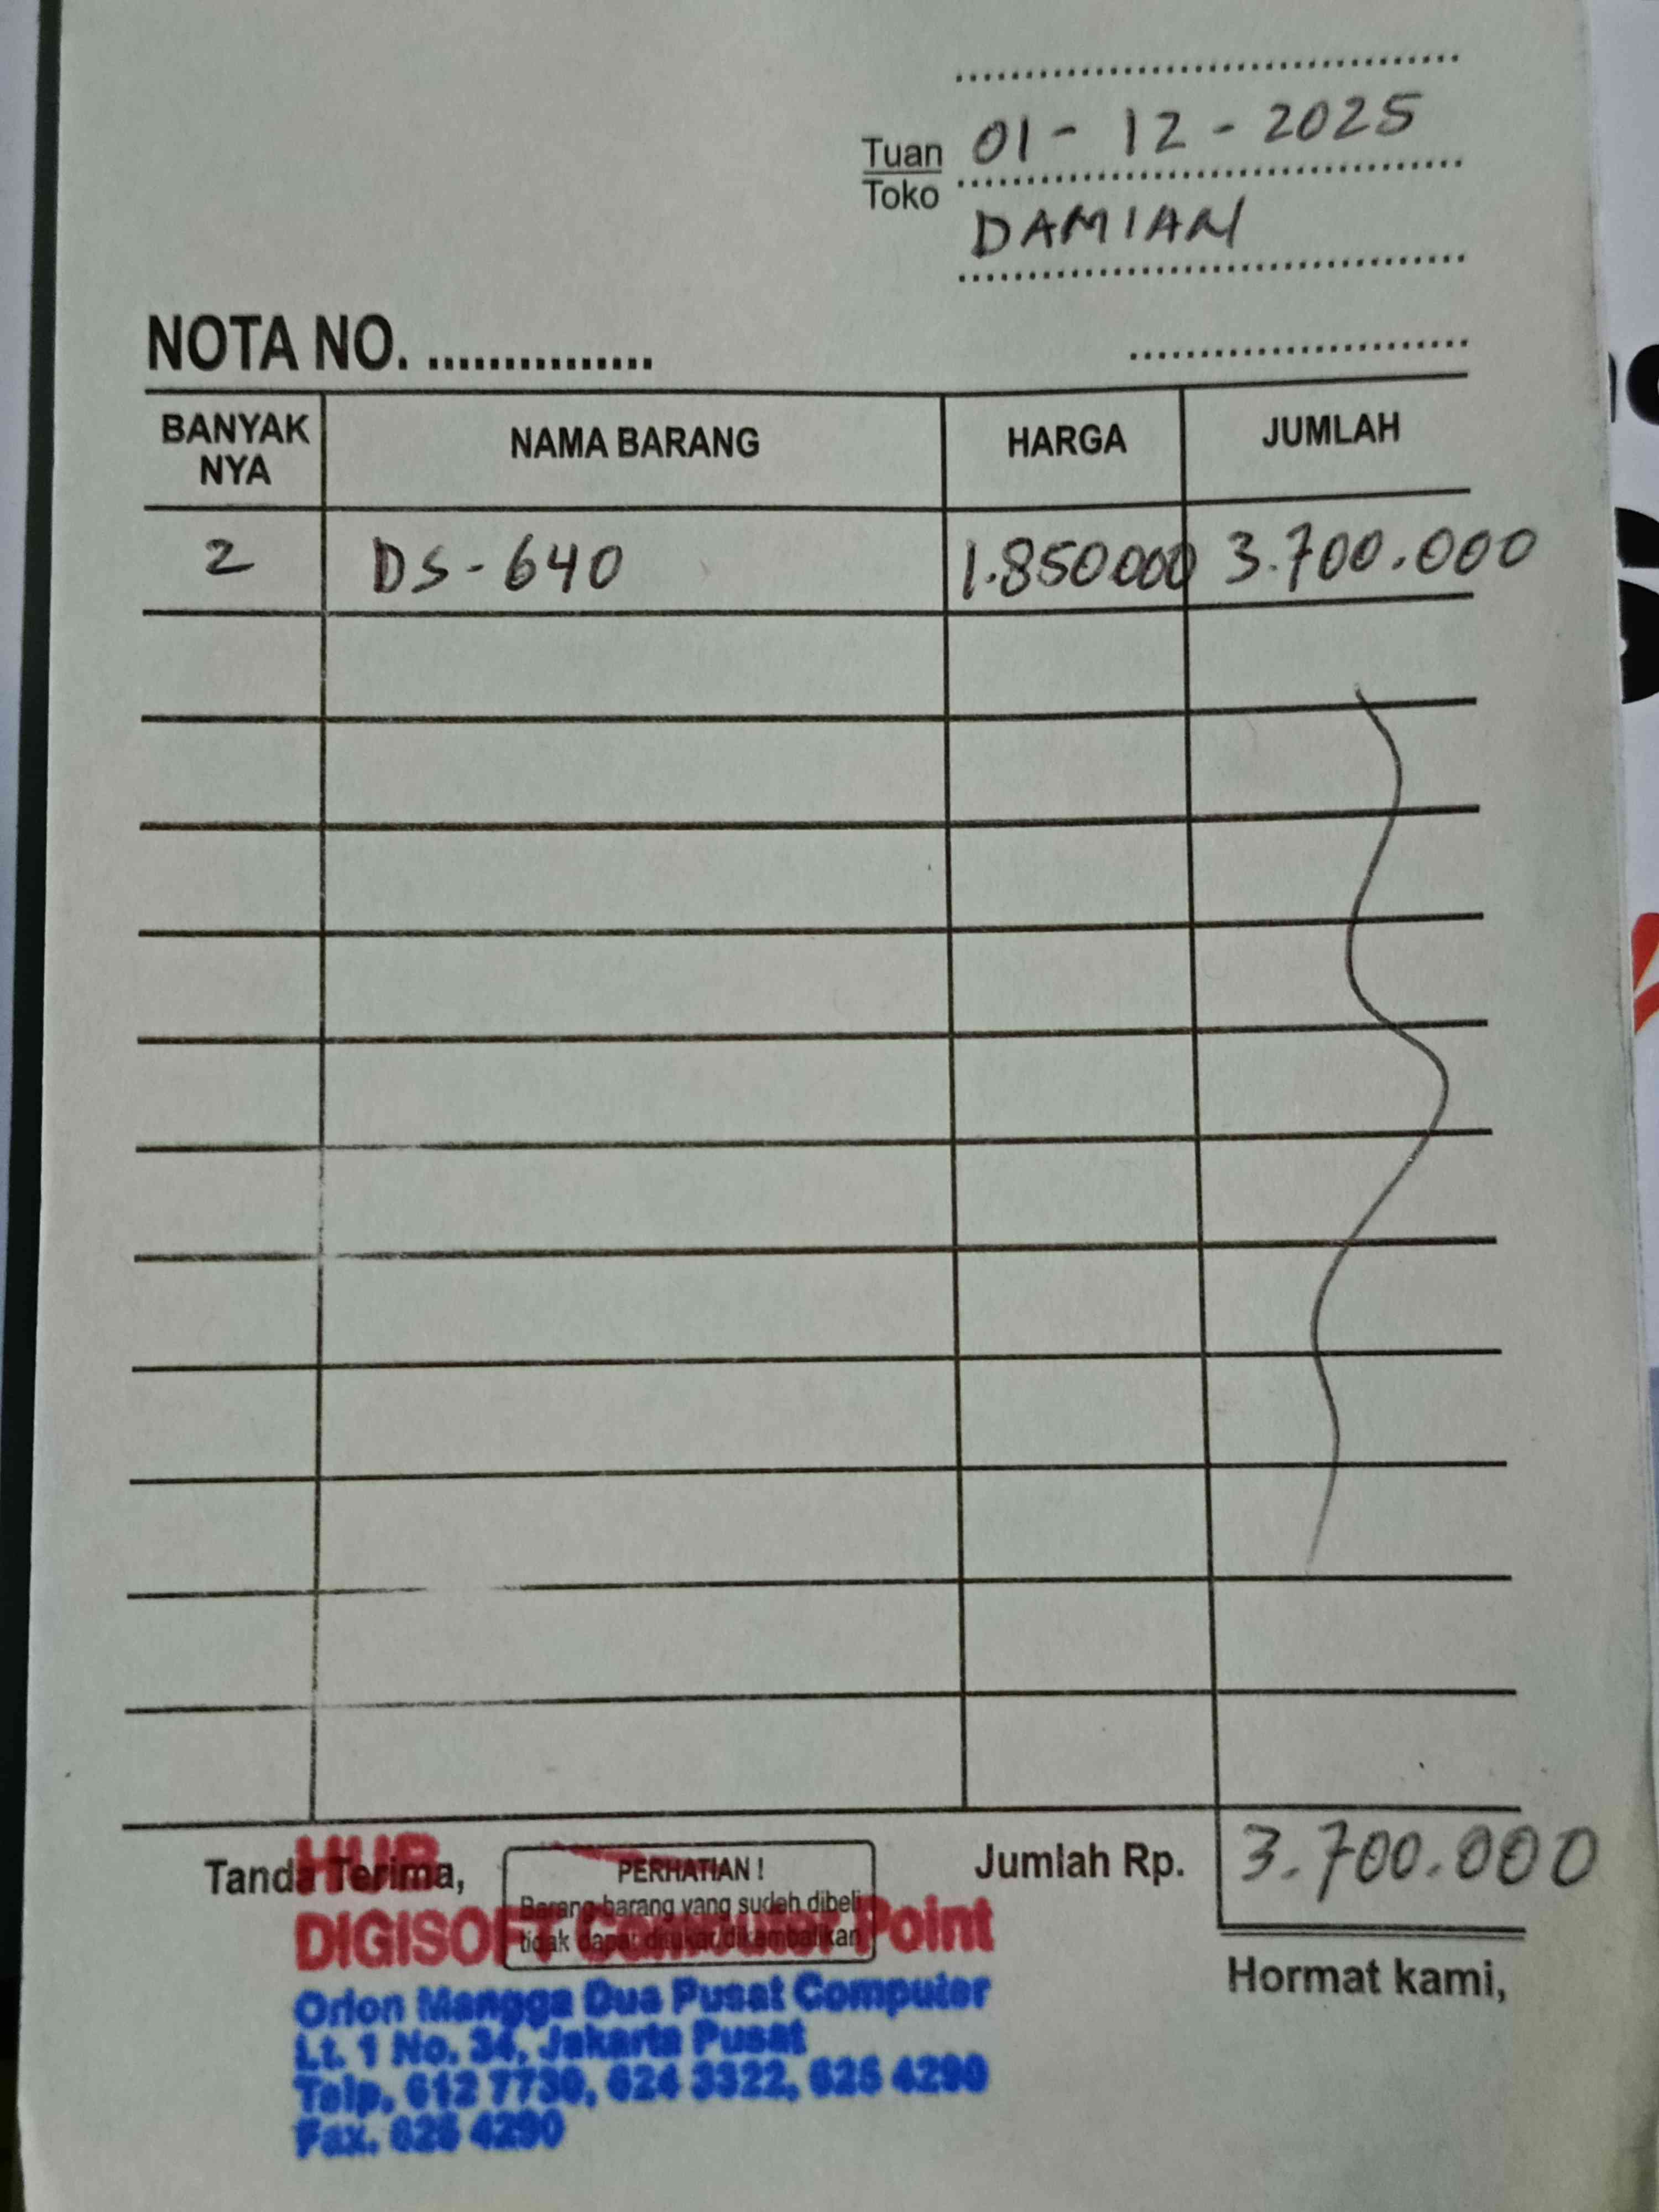 Tuan 01 - 12 - 2025
Toko DAMIAN
NOTA NO. ...............
BANYAK NYA NAMA BARANG HARGA JUMLAH
2 DS-640 1.850000 3.700.000
Tanda Terima, PERHATIAN ! Jumlah Rp. 3.700.000
Barang-barang yang sudah dibeli
tidak dapat ditukar/dikembalikan
HUB
DIGISOFT Computer Point
Hormat kami,
Orion Mangga Dua Pusat Computer
Lt. 1 No. 34, Jakarta Pusat
Telp. 612 7730, 624 3322, 625 4290
Fax. 625 4290